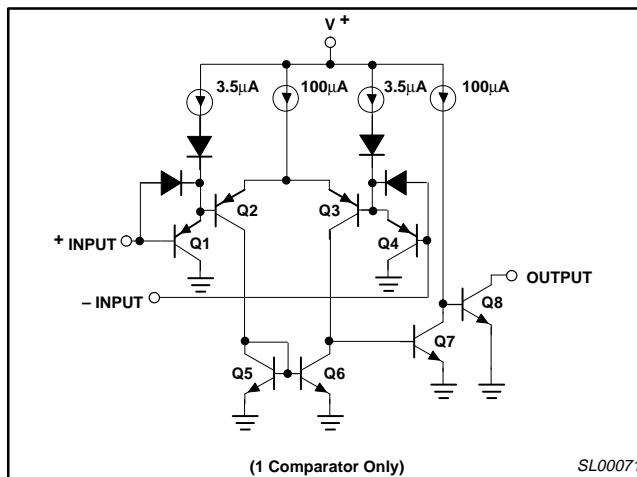 V +
3.5μA 100μA 3.5μA 100μA
Q2 Q3
+ INPUT Q1 Q4
OUTPUT
– INPUT Q8
Q7
Q5 Q6
(1 Comparator Only) SL00071